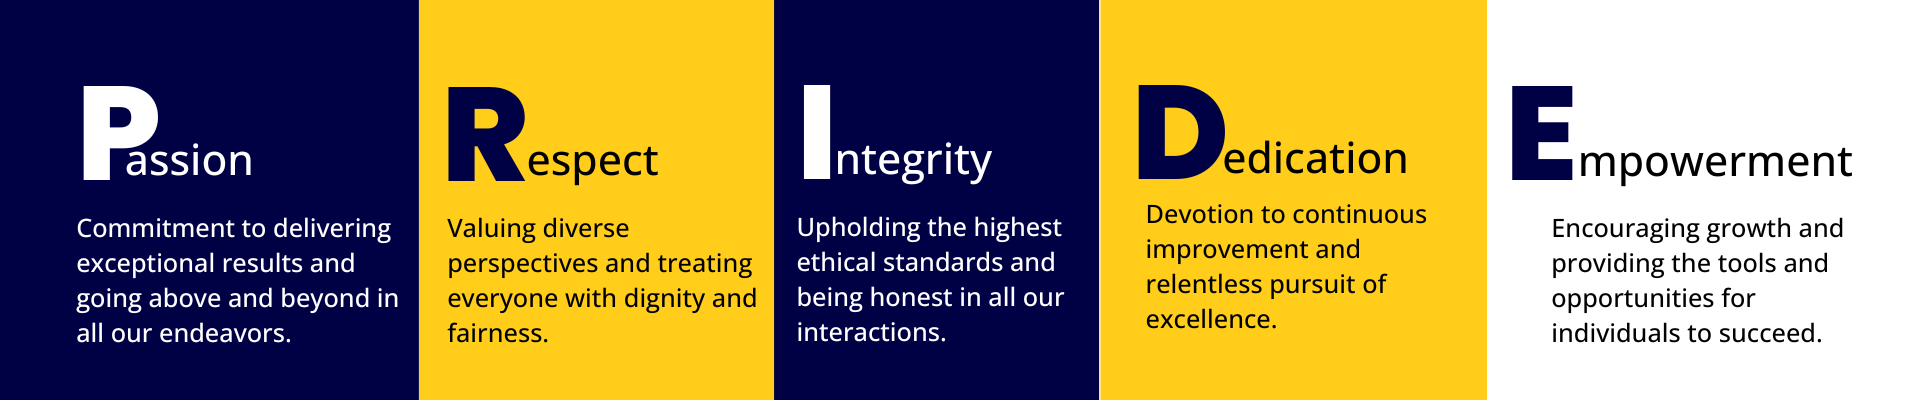 Passion
Commitment to delivering
exceptional results and
going above and beyond in
all our endeavors.
Respect
Valuing diverse
perspectives and treating
everyone with dignity and
fairness.
Integrity
Upholding the highest
ethical standards and
being honest in all our
interactions.
Dedication
Devotion to continuous
improvement and
relentless pursuit of
excellence.
Empowerment
Encouraging growth and
providing the tools and
opportunities for
individuals to succeed.